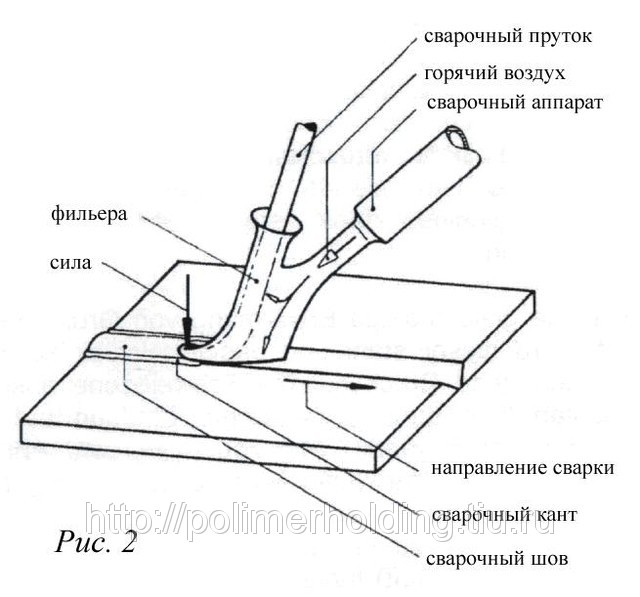 сварочный пруток
горячий воздух
сварочный аппарат
фильера
сила
направление сварки
http://polimerholding.tiu.ru
сварочный кант
Рис. 2
сварочный шов